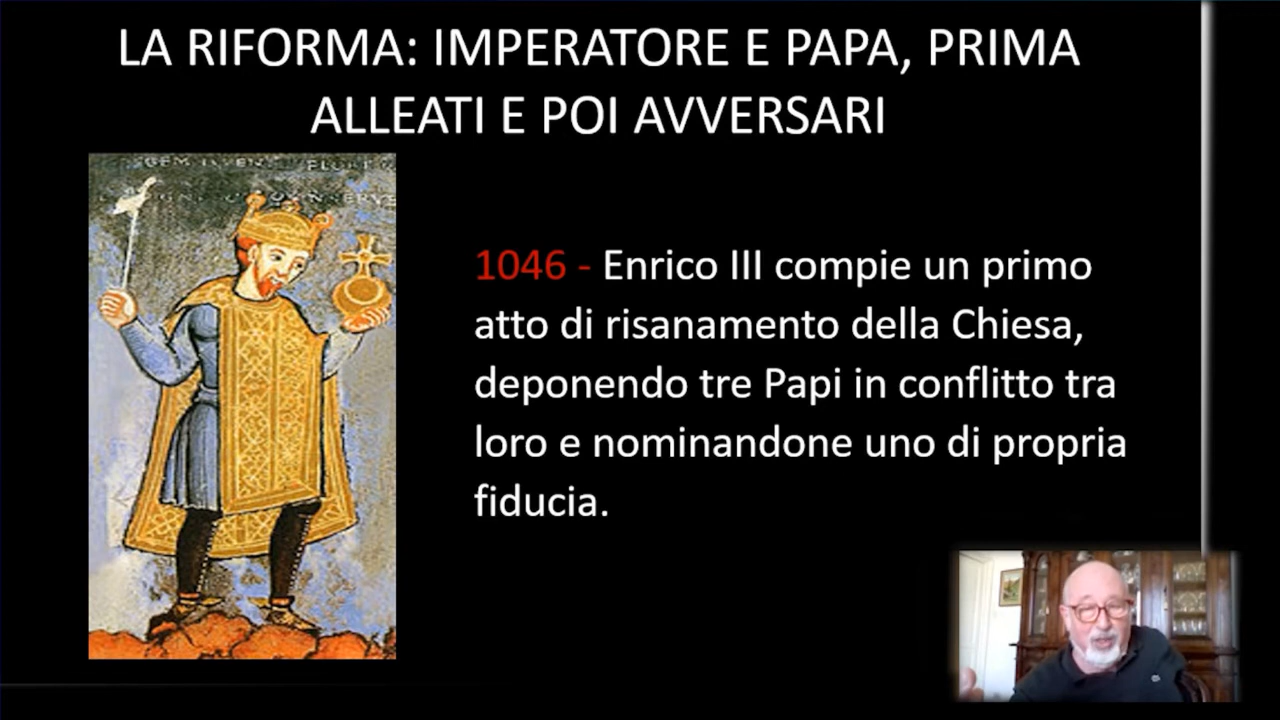 LA RIFORMA: IMPERATORE E PAPA, PRIMA
ALLEATI E POI AVVERSARI
1046 - Enrico III compie un primo
atto di risanamento della Chiesa,
deponendo tre Papi in conflitto tra
loro e nominandone uno di propria
fiducia.